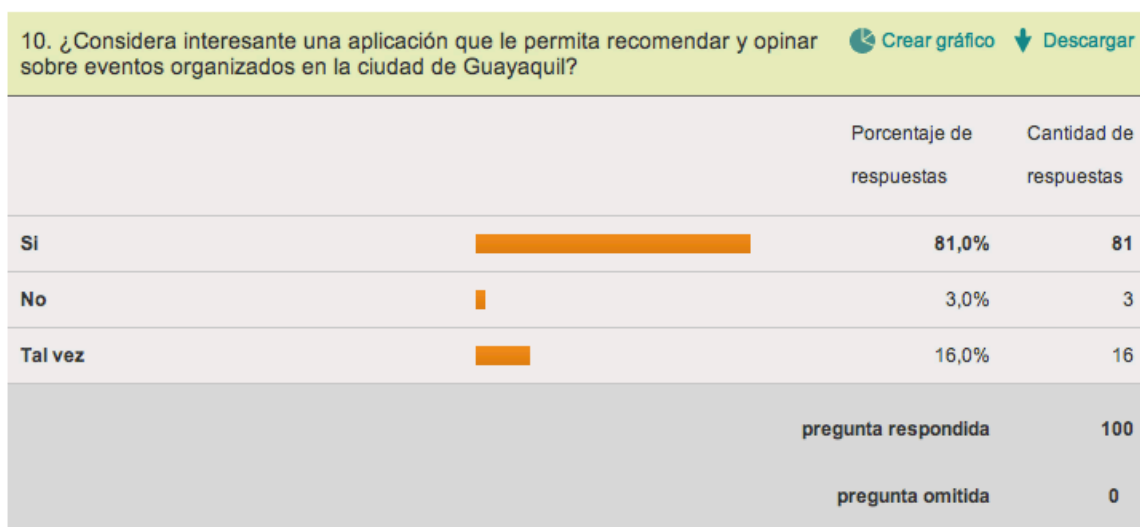 10. ¿Considera interesante una aplicación que le permita recomendar y opinar
sobre eventos organizados en la ciudad de Guayaquil?
Crear gráfico Descargar
Porcentaje de respuestas
Cantidad de respuestas
Si 81,0% 81
No 3,0% 3
Tal vez 16,0% 16
pregunta respondida 100
pregunta omitida 0